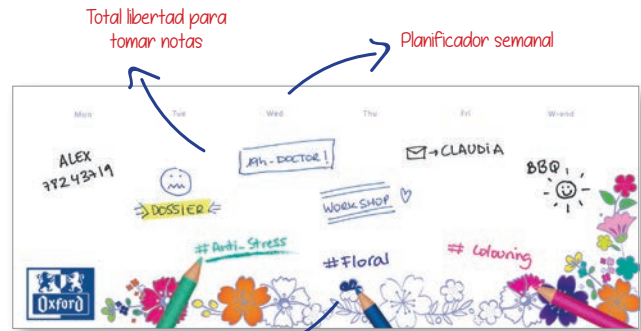 Total libertad para
tomar notas
Planificador semanal
Mon Tue Wed Thu Fri W-end
ALEX
78243719
19h-DOCTOR!
✉→CLAUDIA
BBQ
DOSSIER
WORKSHOP ♡
#Anti-Stress
#Floral
#Colouring
Oxford